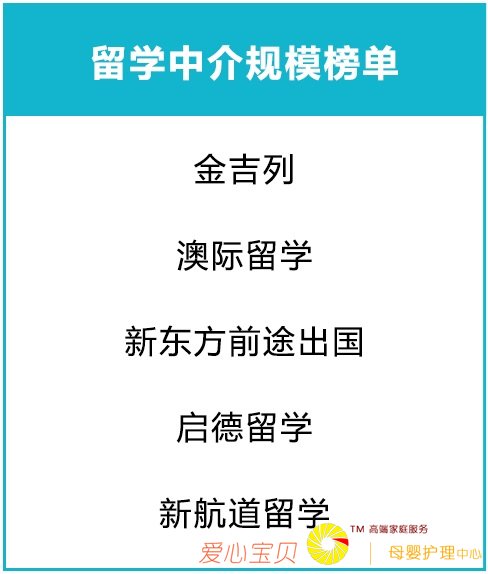 留学中介规模榜单
金吉列
澳际留学
新东方前途出国
启德留学
新航道留学
爱心宝贝
TM 高端家庭服务
母婴护理中心